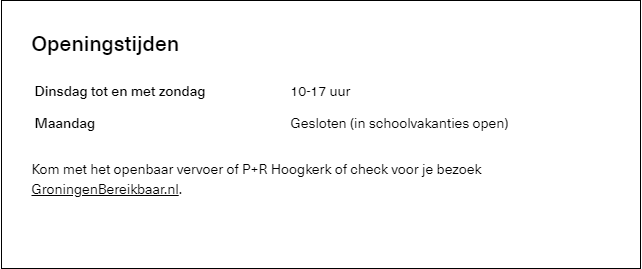 Openingstijden
Dinsdag tot en met zondag 10-17 uur
Maandag Gesloten (in schoolvakanties open)
Kom met het openbaar vervoer of P+R Hoogkerk of check voor je bezoek
GroningenBereikbaar.nl.